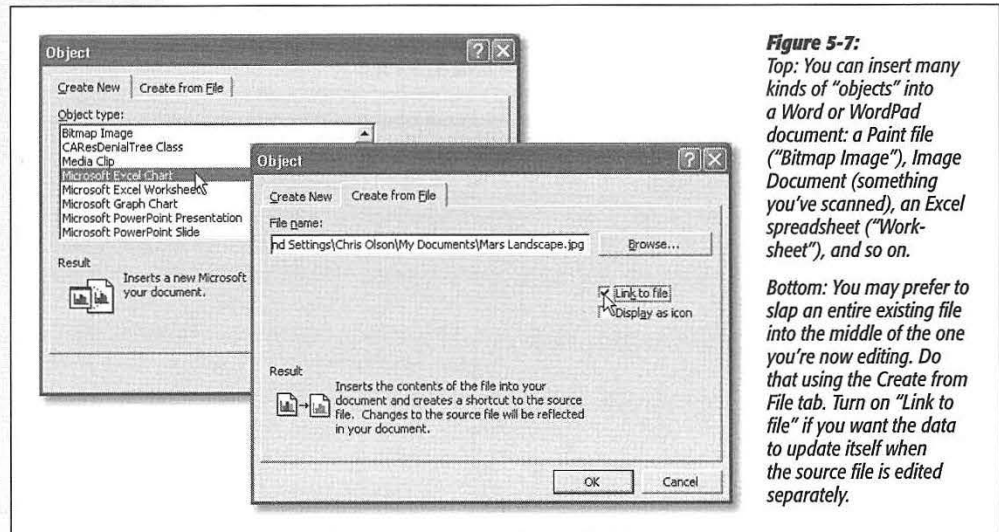 Object
Create New
Create from File
Object type:
Bitmap Image
CAResDenialTree Class
Media Clip
Microsoft Excel Chart
Microsoft Excel Worksheet
Microsoft Graph Chart
Microsoft PowerPoint Presentation
Microsoft PowerPoint Slide
Result
Inserts a new Microsoft
your document.
Object
Create New
Create from File
File name:
nd Settings\Chris Olson\My Documents\Mars Landscape.jpg
Browse...
Link to file
Display as icon
Result
Inserts the contents of the file into your
document and creates a shortcut to the source
file. Changes to the source file will be reflected
in your document.
OK
Cancel
Figure 5-7:
Top: You can insert many
kinds of “objects” into
a Word or WordPad
document: a Paint file
(“Bitmap Image”), Image
Document (something
you’ve scanned), an Excel
spreadsheet (“Work-
sheet”), and so on.
Bottom: You may prefer to
slap an entire existing file
into the middle of the one
you’re now editing. Do
that using the Create from
File tab. Turn on “Link to
file” if you want the data
to update itself when
the source file is edited
separately.